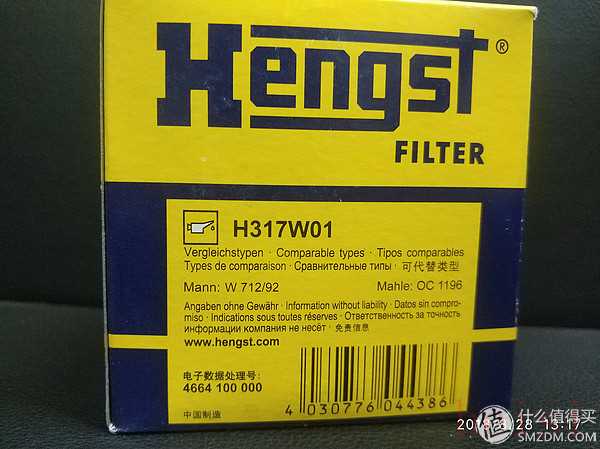 Hengst®
FILTER
H317W01
Vergleichstypen · Comparable types · Tipos comparables
Types de comparaison · Сравнительные типы · 可代替类型
Mann: W 712/92 Mahle: OC 1196
Angaben ohne Gewähr · Information without liability · Datos sin compro-
miso · Indications sous toutes réserves · Ответственность за точность
информации компания не несёт · 免责信息
www.hengst.com
电子数据处理号:
4664 100 000
4 030776 044386
中国制造
13:17
值 什么值得买
SMZDM.COM